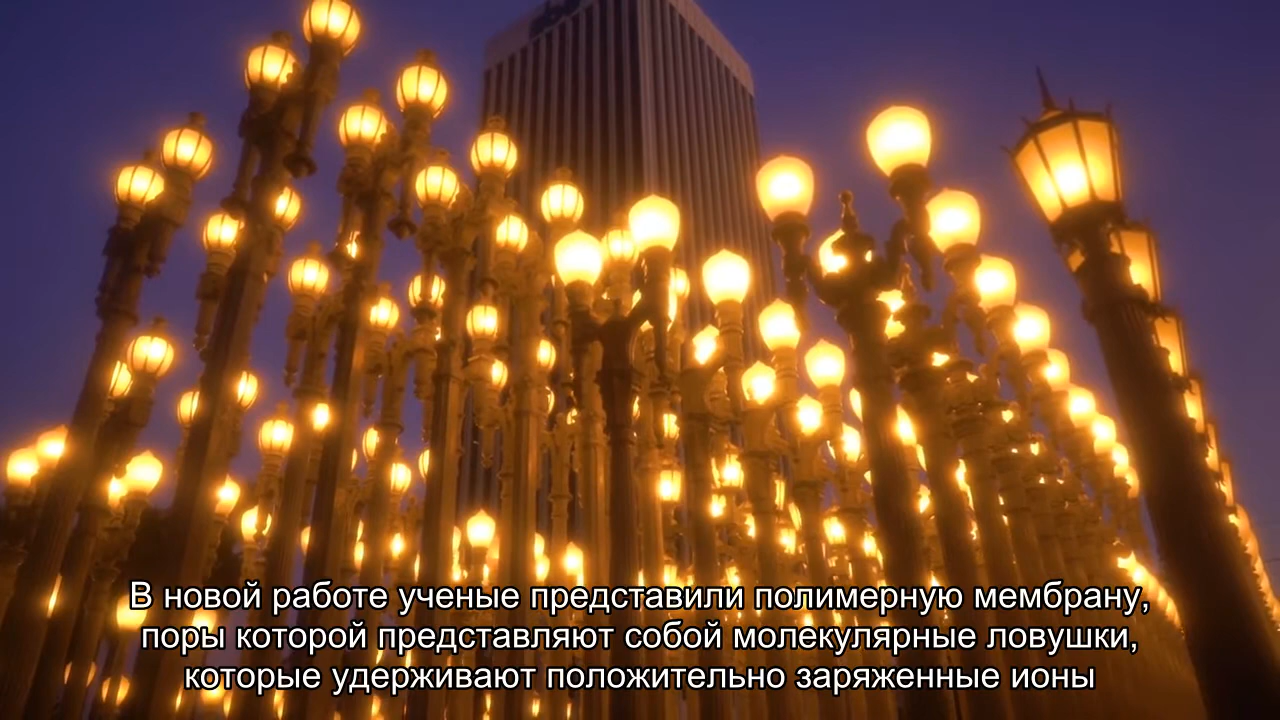 В новой работе ученые представили полимерную мембрану,
поры которой представляют собой молекулярные ловушки,
которые удерживают положительно заряженные ионы